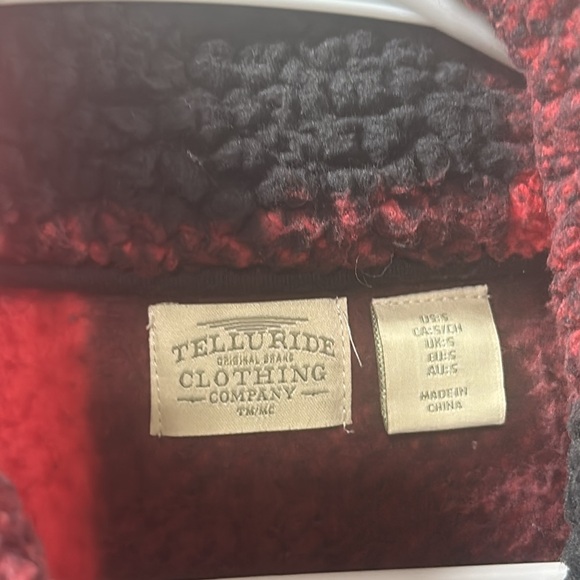 TELLURIDE
ORIGINAL BRAND
CLOTHING
COMPANY
TM/MC
US:S
CA:S/CH
UK:S
EU:S
AU:S
MADE IN
CHINA